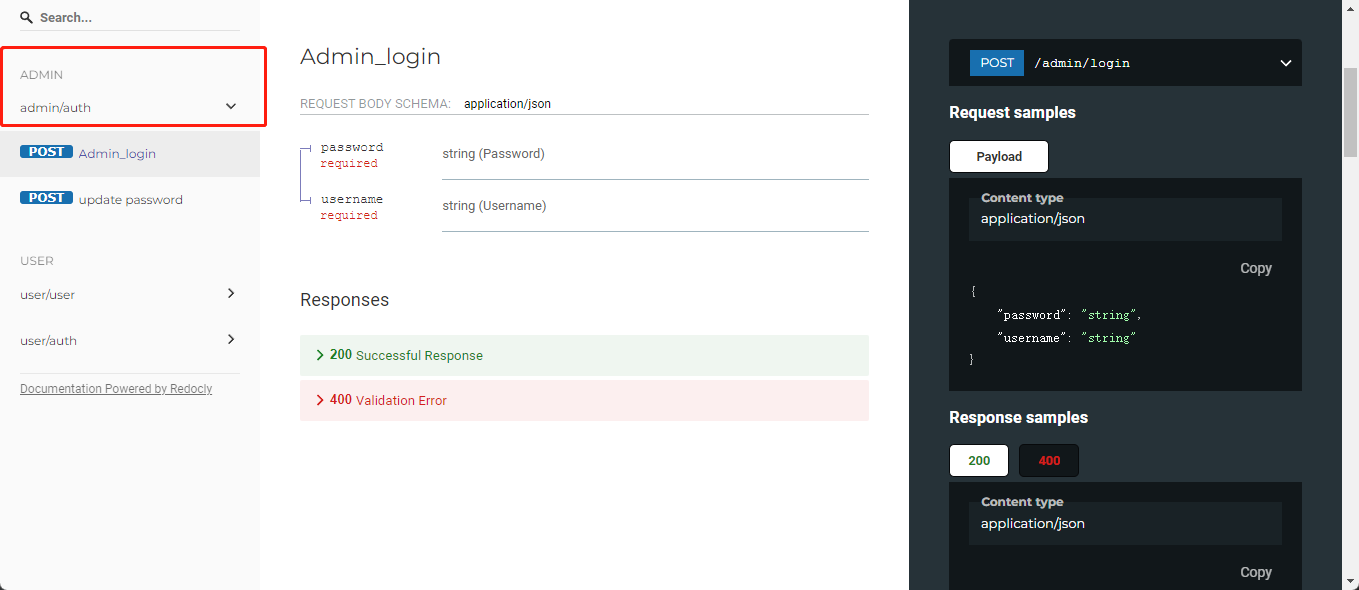 Search...
ADMIN
admin/auth
POST Admin_login
POST update password
USER
user/user
user/auth
Documentation Powered by Redocly
Admin_login
REQUEST BODY SCHEMA: application/json
password
required
string (Password)
username
required
string (Username)
Responses
200 Successful Response
400 Validation Error
POST /admin/login
Request samples
Payload
Content type
application/json
Copy
{
"password": "string",
"username": "string"
}
Response samples
200 400
Content type
application/json
Copy